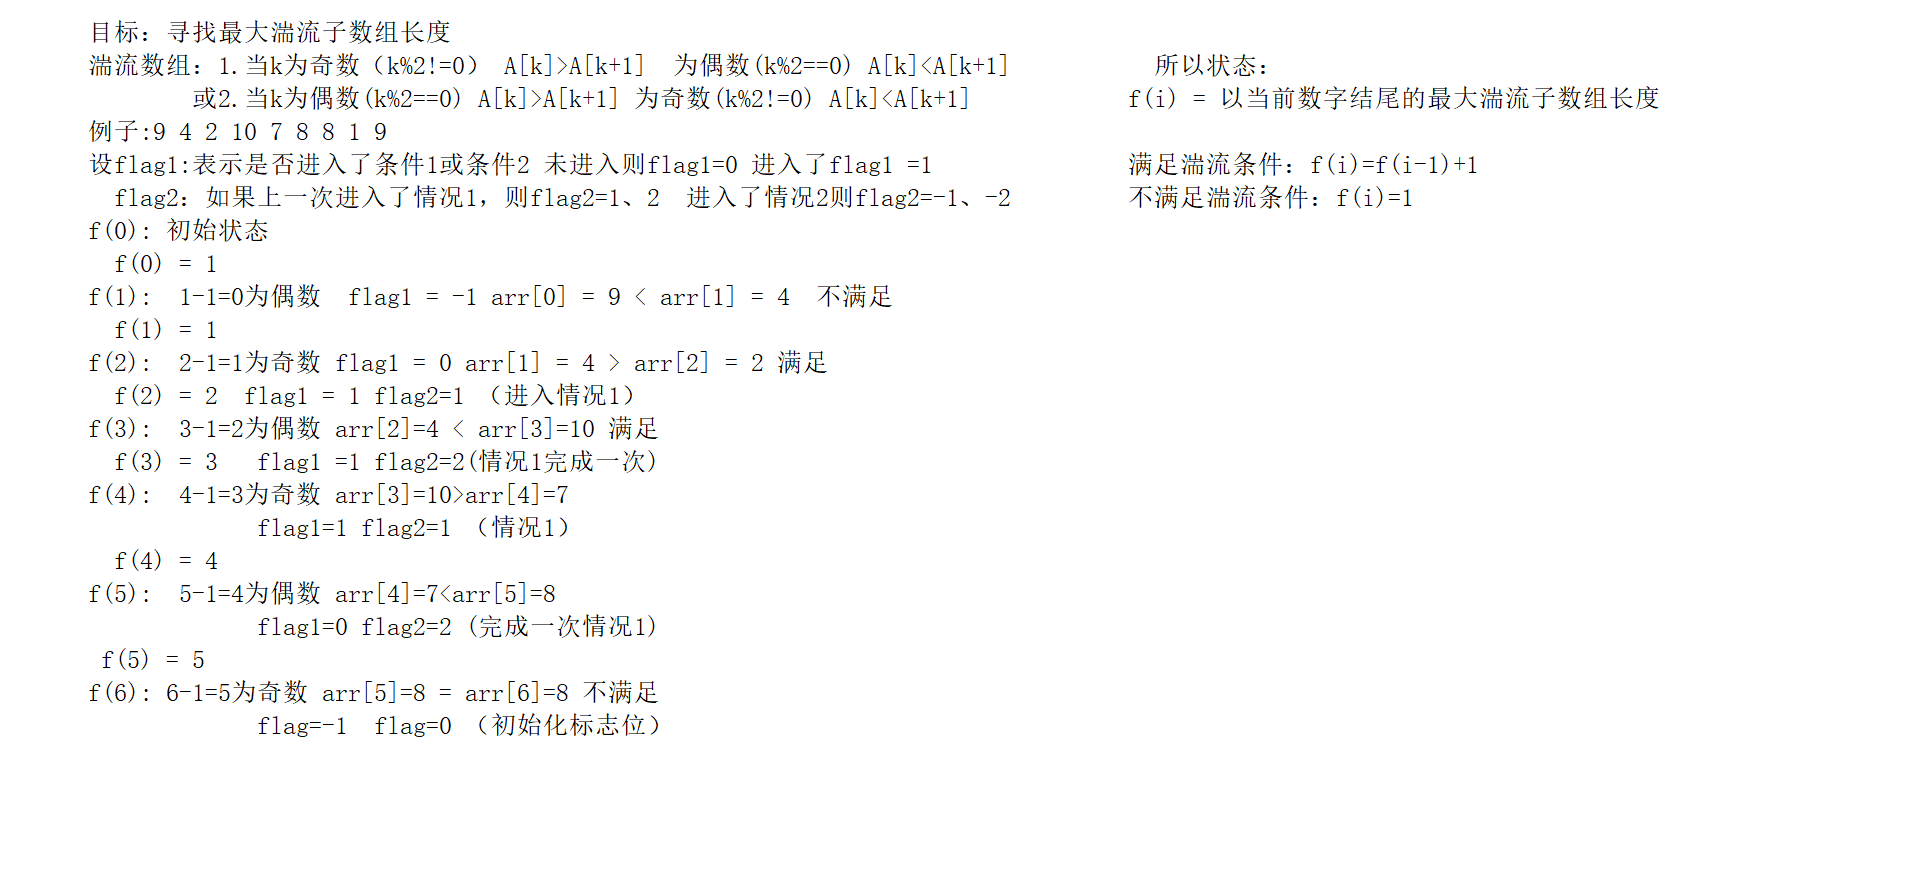 目标：寻找最大湍流子数组长度
湍流数组：1.当k为奇数（k%2!=0） A[k]>A[k+1]  为偶数(k%2==0) A[k]<A[k+1]
或2.当k为偶数(k%2==0) A[k]>A[k+1] 为奇数(k%2!=0) A[k]<A[k+1]
例子:9 4 2 10 7 8 8 1 9
设flag1:表示是否进入了条件1或条件2 未进入则flag1=0 进入了flag1 =1
flag2：如果上一次进入了情况1，则flag2=1、2  进入了情况2则flag2=-1、-2
f(0)：初始状态
f(0) = 1
f(1)： 1-1=0为偶数  flag1 = -1 arr[0] = 9 < arr[1] = 4  不满足
f(1) = 1
f(2)： 2-1=1为奇数 flag1 = 0 arr[1] = 4 > arr[2] = 2 满足
f(2) = 2  flag1 = 1 flag2=1 （进入情况1）
f(3)： 3-1=2为偶数 arr[2]=4 < arr[3]=10 满足
f(3) = 3   flag1 =1 flag2=2(情况1完成一次)
f(4)： 4-1=3为奇数 arr[3]=10>arr[4]=7
flag1=1 flag2=1 （情况1）
f(4) = 4
f(5)： 5-1=4为偶数 arr[4]=7<arr[5]=8
flag1=0 flag2=2 (完成一次情况1)
f(5) = 5
f(6)：6-1=5为奇数 arr[5]=8 = arr[6]=8 不满足
flag=-1  flag=0 （初始化标志位）
所以状态：
f(i) = 以当前数字结尾的最大湍流子数组长度
满足湍流条件：f(i)=f(i-1)+1
不满足湍流条件：f(i)=1